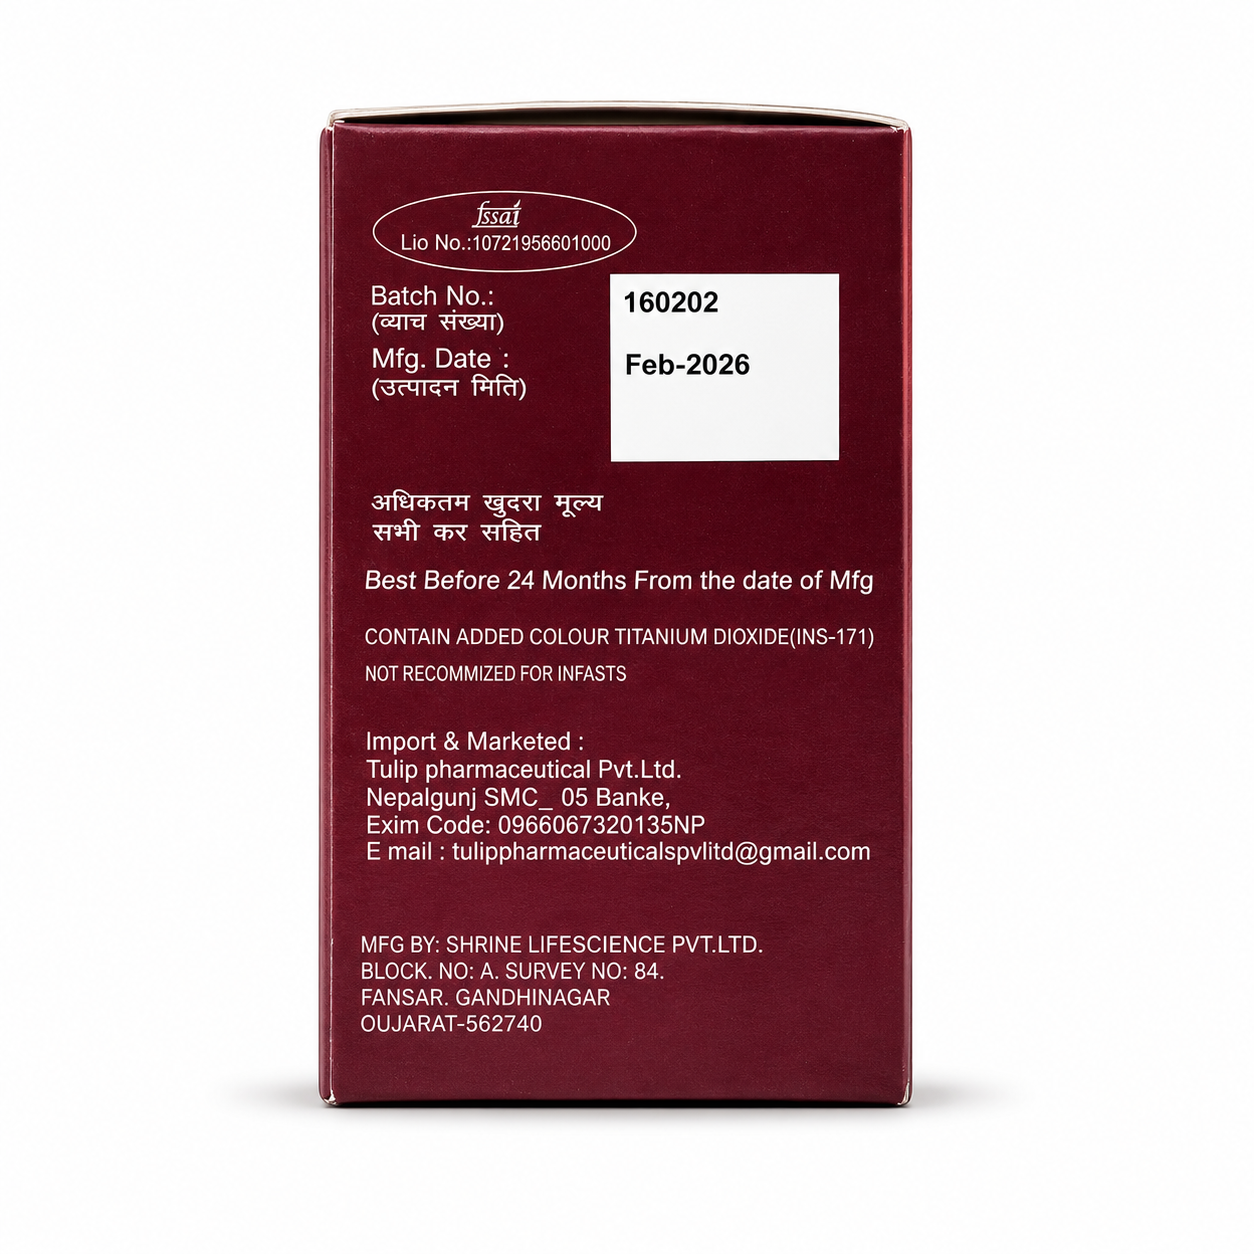 fssai
Lio No.:10721956601000
Batch No.: 160202
(व्याच संख्या)
Mfg. Date : Feb-2026
(उत्पादन मिति)
अधिकतम खुदरा मूल्य
सभी कर सहित
Best Before 24 Months From the date of Mfg
CONTAIN ADDED COLOUR TITANIUM DIOXIDE(INS-171)
NOT RECOMMIZED FOR INFASTS
Import & Marketed :
Tulip pharmaceutical Pvt.Ltd.
Nepalgunj SMC_ 05 Banke,
Exim Code: 0966067320135NP
E mail : tulippharmaceuticalspvlitd@gmail.com
MFG BY: SHRINE LIFESCIENCE PVT.LTD.
BLOCK. NO: A. SURVEY NO: 84.
FANSAR. GANDHINAGAR
OUJARAT-562740